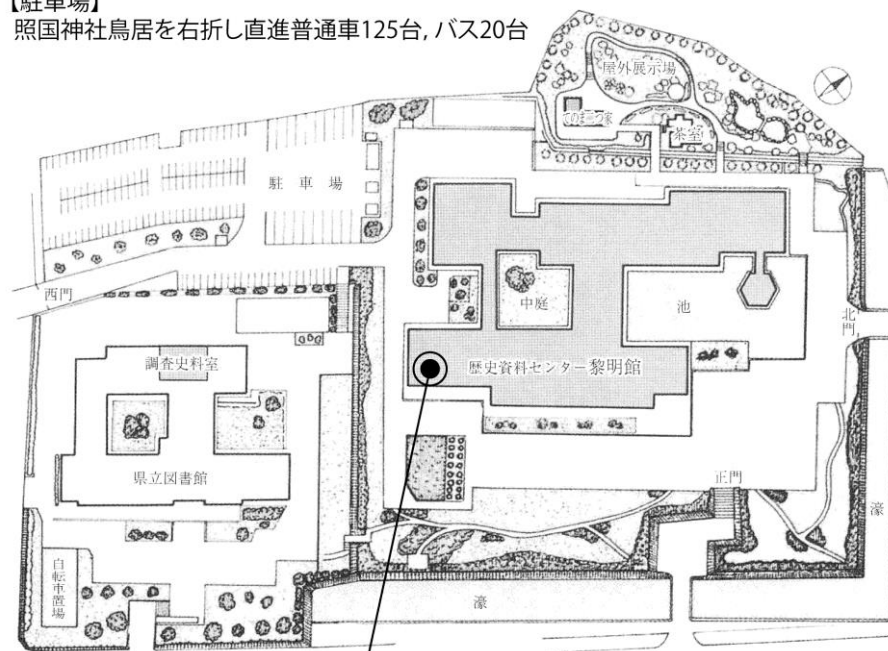 【駐車場】
照国神社鳥居を右折し直進普通車125台, バス20台
屋外展示場
茶室
駐車場
西門
中庭
池
北門
調査史料室
歴史資料センター黎明館
県立図書館
正門
濠
自転車置場
濠